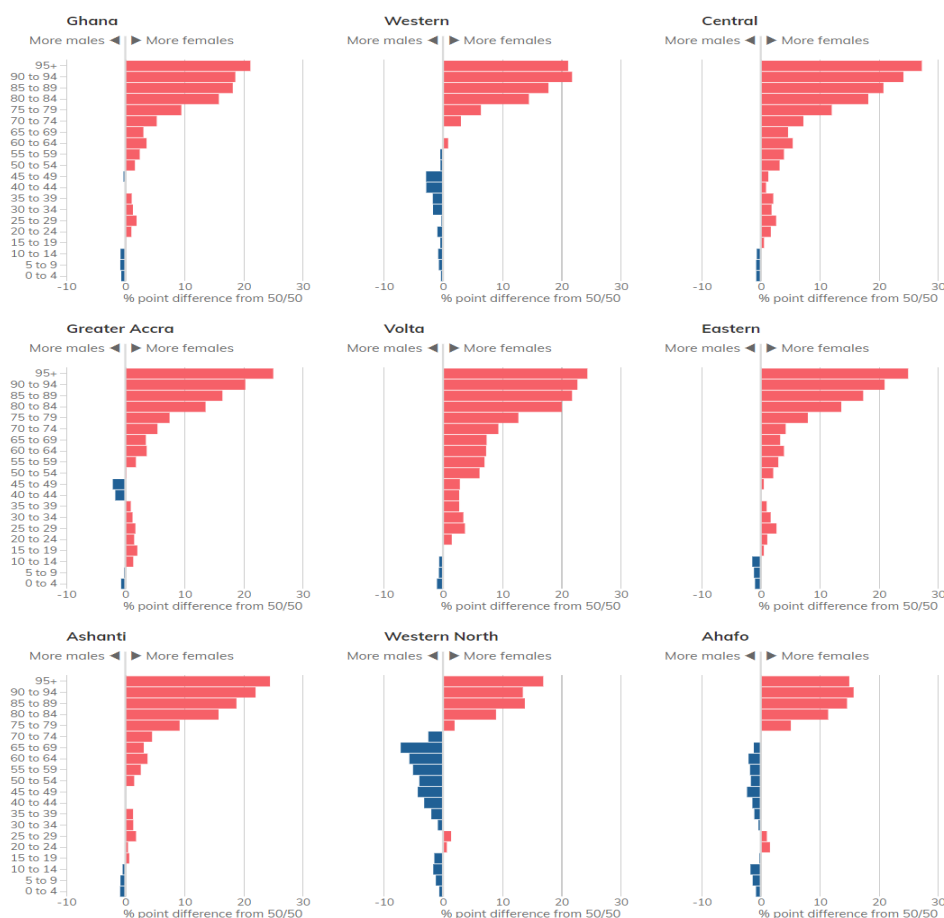 Ghana
More males ◀ ▶ More females
95+
90 to 94
85 to 89
80 to 84
75 to 79
70 to 74
65 to 69
60 to 64
55 to 59
50 to 54
45 to 49
40 to 44
35 to 39
30 to 34
25 to 29
20 to 24
15 to 19
10 to 14
5 to 9
0 to 4
-10 0 10 20 30
% point difference from 50/50
Western
More males ◀ ▶ More females
-10 0 10 20 30
% point difference from 50/50
Central
More males ◀ ▶ More females
-10 0 10 20 30
% point difference from 50/50
Greater Accra
More males ◀ ▶ More females
95+
90 to 94
85 to 89
80 to 84
75 to 79
70 to 74
65 to 69
60 to 64
55 to 59
50 to 54
45 to 49
40 to 44
35 to 39
30 to 34
25 to 29
20 to 24
15 to 19
10 to 14
5 to 9
0 to 4
-10 0 10 20 30
% point difference from 50/50
Volta
More males ◀ ▶ More females
-10 0 10 20 30
% point difference from 50/50
Eastern
More males ◀ ▶ More females
-10 0 10 20 30
% point difference from 50/50
Ashanti
More males ◀ ▶ More females
95+
90 to 94
85 to 89
80 to 84
75 to 79
70 to 74
65 to 69
60 to 64
55 to 59
50 to 54
45 to 49
40 to 44
35 to 39
30 to 34
25 to 29
20 to 24
15 to 19
10 to 14
5 to 9
0 to 4
-10 0 10 20 30
% point difference from 50/50
Western North
More males ◀ ▶ More females
-10 0 10 20 30
% point difference from 50/50
Ahafo
More males ◀ ▶ More females
-10 0 10 20 30
% point difference from 50/50